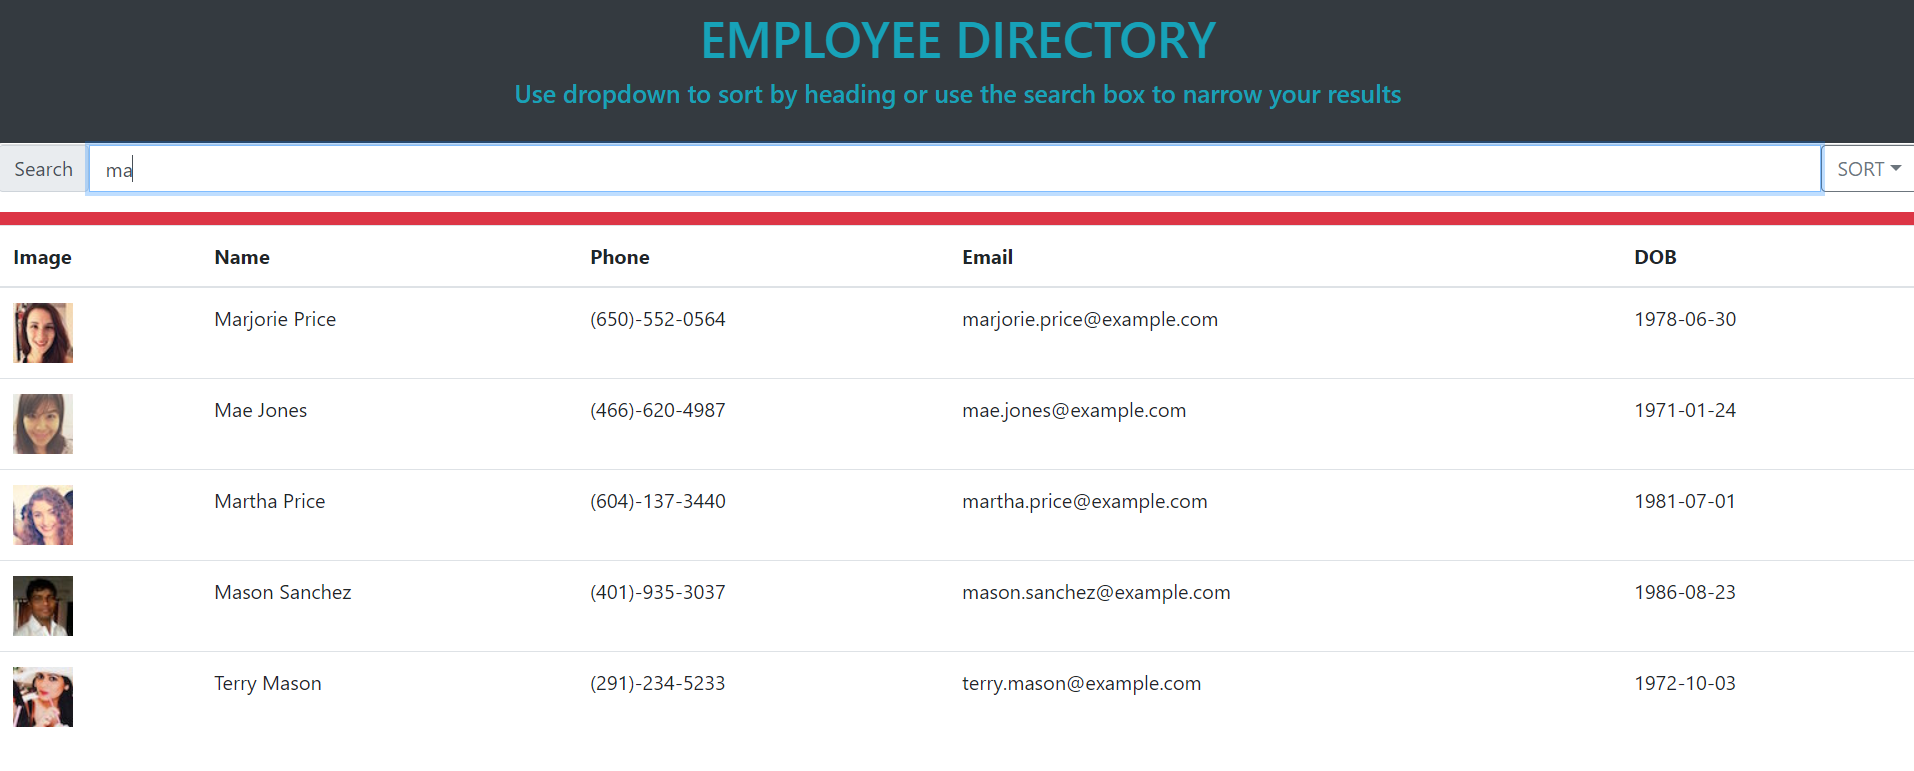 EMPLOYEE DIRECTORY
Use dropdown to sort by heading or use the search box to narrow your results
Search ma SORT
Image Name Phone Email DOB
Marjorie Price (650)-552-0564 marjorie.price@example.com 1978-06-30
Mae Jones (466)-620-4987 mae.jones@example.com 1971-01-24
Martha Price (604)-137-3440 martha.price@example.com 1981-07-01
Mason Sanchez (401)-935-3037 mason.sanchez@example.com 1986-08-23
Terry Mason (291)-234-5233 terry.mason@example.com 1972-10-03